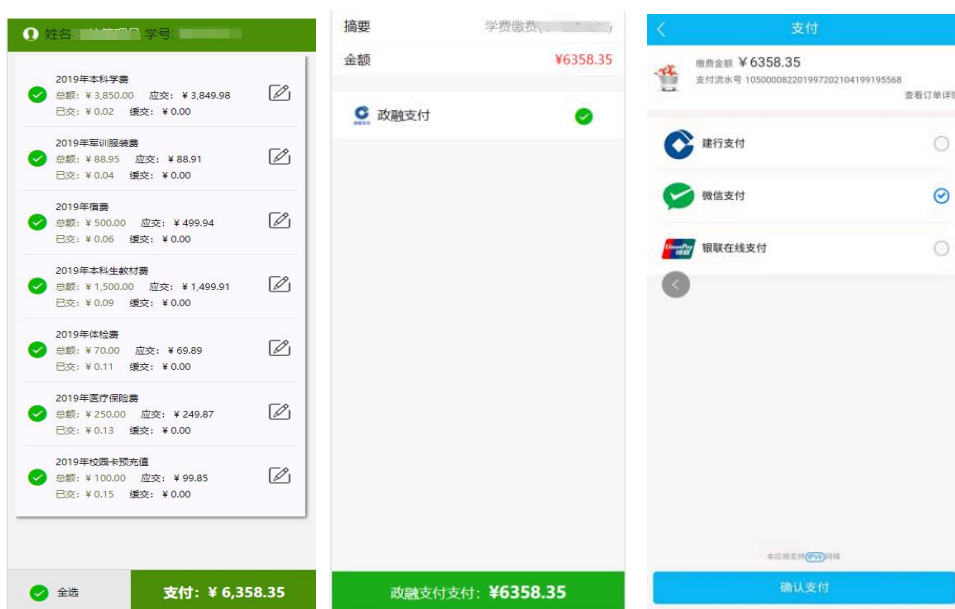 姓名 学号:
2019年本科学费
总额: ¥3,850.00 应交: ¥3,849.98
已交: ¥0.02 缓交: ¥0.00
2019年军训服装费
总额: ¥88.95 应交: ¥88.91
已交: ¥0.04 缓交: ¥0.00
2019年宿费
总额: ¥500.00 应交: ¥499.94
已交: ¥0.06 缓交: ¥0.00
2019年本科生教材费
总额: ¥1,500.00 应交: ¥1,499.91
已交: ¥0.09 缓交: ¥0.00
2019年体检费
总额: ¥70.00 应交: ¥69.89
已交: ¥0.11 缓交: ¥0.00
2019年医疗保险费
总额: ¥250.00 应交: ¥249.87
已交: ¥0.13 缓交: ¥0.00
2019年校园卡预充值
总额: ¥100.00 应交: ¥99.85
已交: ¥0.15 缓交: ¥0.00
全选
支付: ¥6,358.35
摘要 学费缴费(
金额 ¥6358.35
政融支付
政融支付支付: ¥6358.35
支付
缴费金额 ¥6358.35
支付流水号 105000082201997202104199195568
查看订单详情
建行支付
微信支付
UnionPay
银联
银联在线支付
本应用支持IPV6网络
确认支付